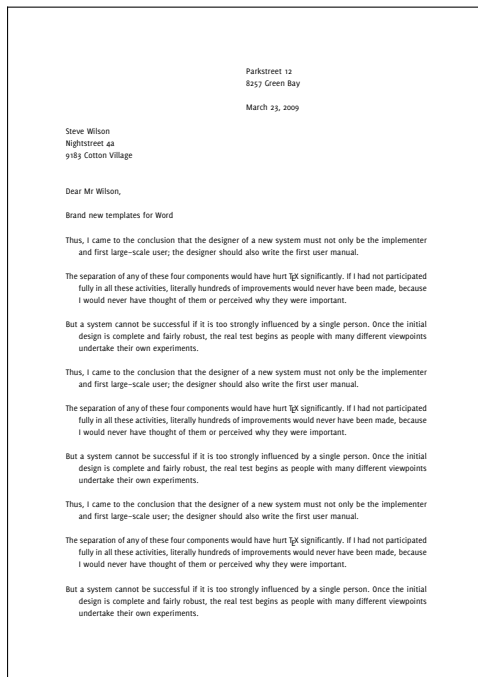 Parkstreet 12
8257 Green Bay
March 23, 2009
Steve Wilson
Nightstreet 4a
9183 Cotton Village
Dear Mr Wilson,
Brand new templates for Word
Thus, I came to the conclusion that the designer of a new system must not only be the implementer
and first large-scale user; the designer should also write the first user manual.
The separation of any of these four components would have hurt TEX significantly. If I had not participated
fully in all these activities, literally hundreds of improvements would never have been made, because
I would never have thought of them or perceived why they were important.
But a system cannot be successful if it is too strongly influenced by a single person. Once the initial
design is complete and fairly robust, the real test begins as people with many different viewpoints
undertake their own experiments.
Thus, I came to the conclusion that the designer of a new system must not only be the implementer
and first large-scale user; the designer should also write the first user manual.
The separation of any of these four components would have hurt TEX significantly. If I had not participated
fully in all these activities, literally hundreds of improvements would never have been made, because
I would never have thought of them or perceived why they were important.
But a system cannot be successful if it is too strongly influenced by a single person. Once the initial
design is complete and fairly robust, the real test begins as people with many different viewpoints
undertake their own experiments.
Thus, I came to the conclusion that the designer of a new system must not only be the implementer
and first large-scale user; the designer should also write the first user manual.
The separation of any of these four components would have hurt TEX significantly. If I had not participated
fully in all these activities, literally hundreds of improvements would never have been made, because
I would never have thought of them or perceived why they were important.
But a system cannot be successful if it is too strongly influenced by a single person. Once the initial
design is complete and fairly robust, the real test begins as people with many different viewpoints
undertake their own experiments.